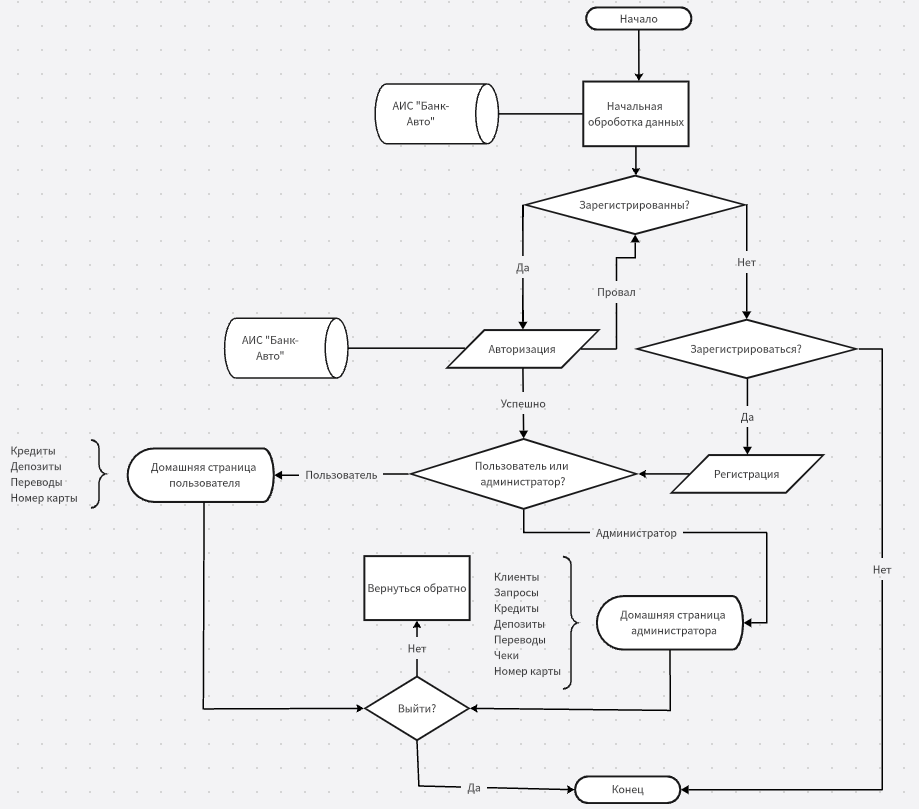 Начало
АИС "Банк-
Авто"
Начальная
обработка данных
Зарегистрированны?
Да
Нет
Провал
АИС "Банк-
Авто"
Авторизация
Зарегистрироваться?
Успешно
Да
Кредиты
Депозиты
Переводы
Номер карты
Домашняя страница
пользователя
Пользователь
Пользователь или
администратор?
Регистрация
Администратор
Нет
Вернуться обратно
Клиенты
Запросы
Кредиты
Депозиты
Переводы
Чеки
Номер карты
Домашняя страница
администратора
Нет
Выйти?
Да
Конец